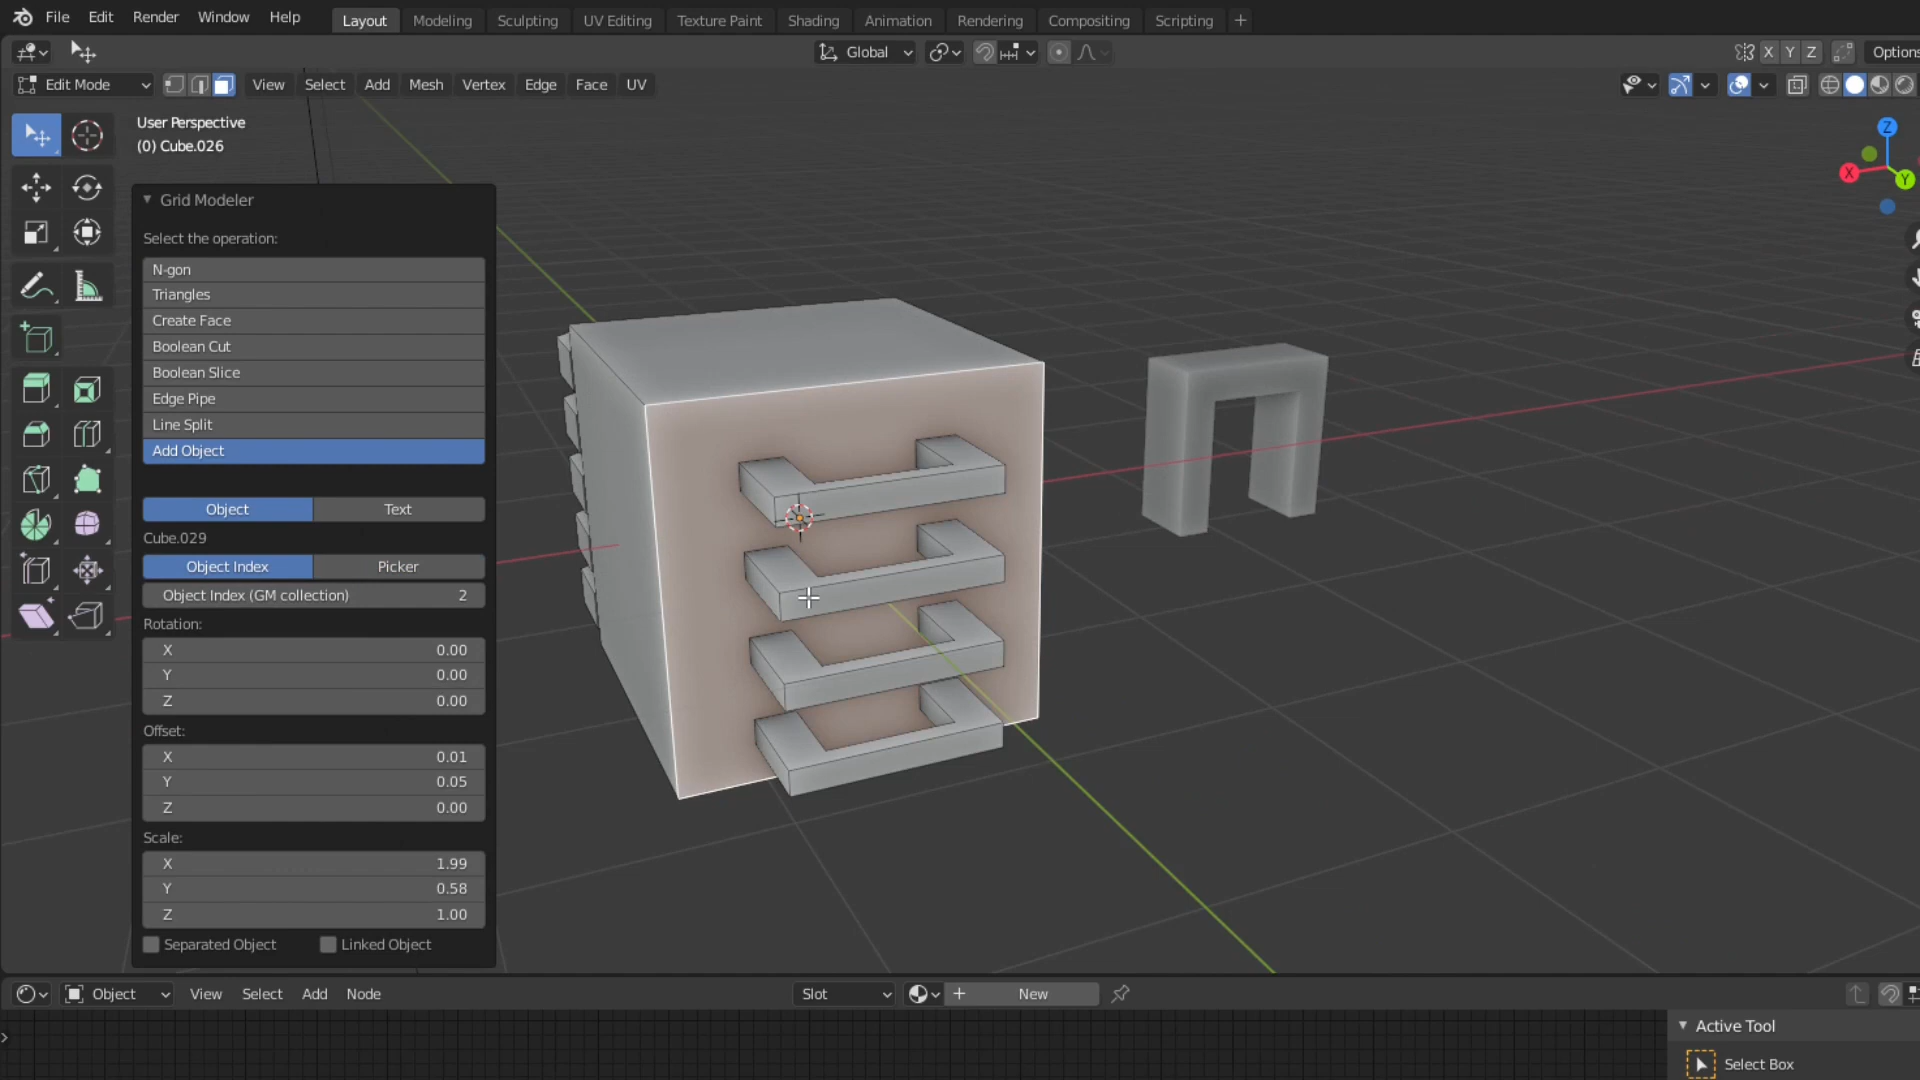 File Edit Render Window Help Layout Modeling Sculpting UV Editing Texture Paint Shading Animation Rendering Compositing Scripting +
Global X Y Z Options
Edit Mode View Select Add Mesh Vertex Edge Face UV
User Perspective
(0) Cube.026
Z
X
Y
Grid Modeler
Select the operation:
N-gon
Triangles
Create Face
Boolean Cut
Boolean Slice
Edge Pipe
Line Split
Add Object
Object Text
Cube.029
Object Index Picker
Object Index (GM collection) 2
Rotation:
X 0.00
Y 0.00
Z 0.00
Offset:
X 0.01
Y 0.05
Z 0.00
Scale:
X 1.99
Y 0.58
Z 1.00
Separated Object Linked Object
Object View Select Add Node Slot + New
Active Tool
Select Box